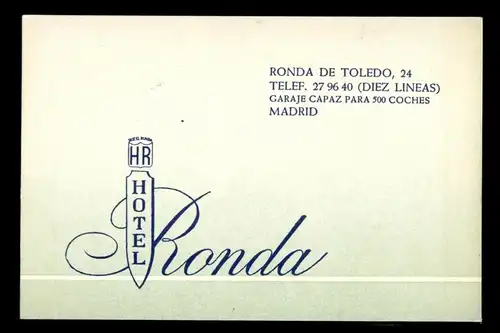 RONDA DE TOLEDO, 24
TELEF. 27 96 40 (DIEZ LINEAS)
GARAJE CAPAZ PARA 500 COCHES
MADRID
HR
HOTEL
Ronda